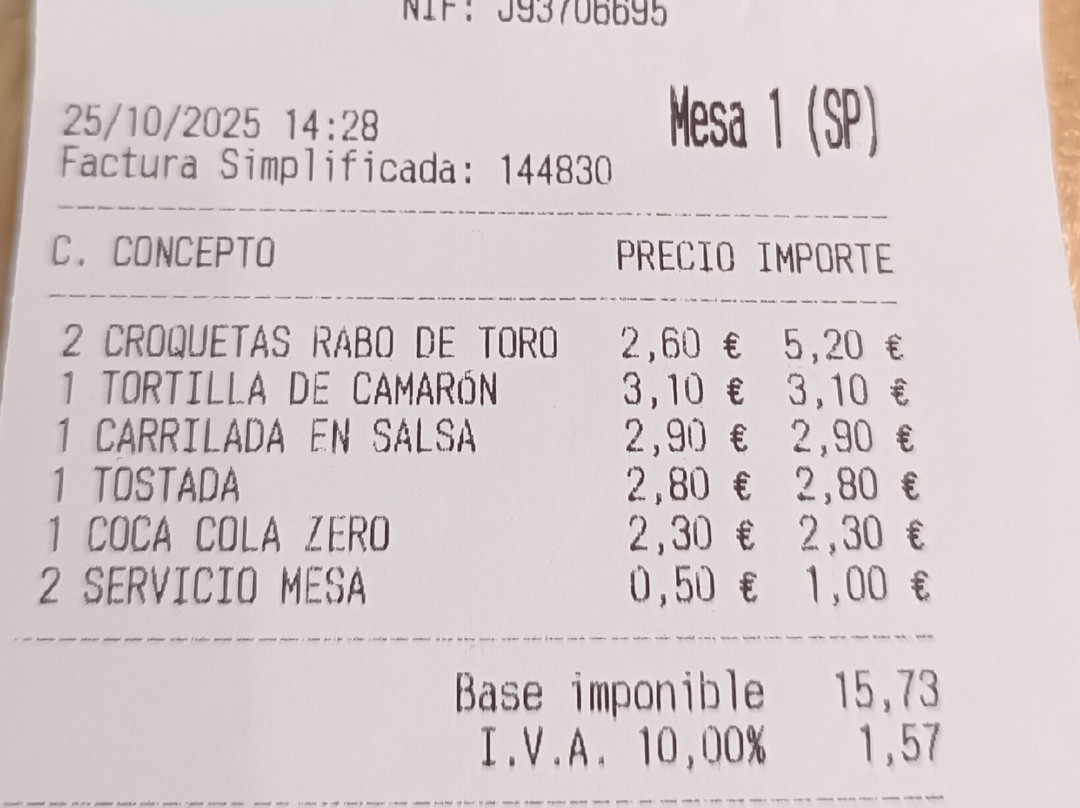 NIF: J93706695
25/10/2025 14:28 Mesa 1 (SP)
Factura Simplificada: 144830
C. CONCEPTO PRECIO IMPORTE
2 CROQUETAS RABO DE TORO 2,60 € 5,20 €
1 TORTILLA DE CAMARÓN 3,10 € 3,10 €
1 CARRILADA EN SALSA 2,90 € 2,90 €
1 TOSTADA 2,80 € 2,80 €
1 COCA COLA ZERO 2,30 € 2,30 €
2 SERVICIO MESA 0,50 € 1,00 €
Base imponible 15,73
I.V.A. 10,00% 1,57